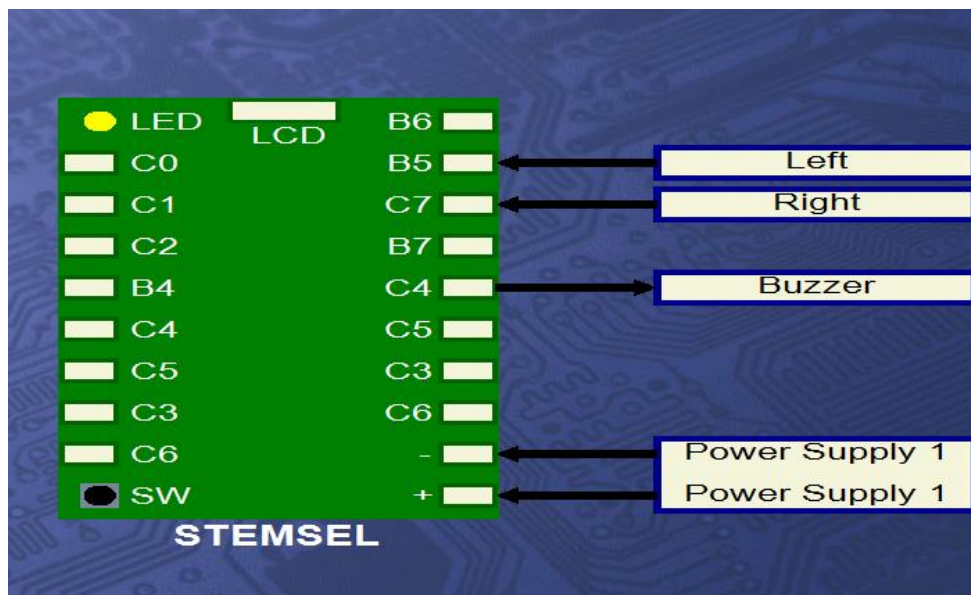 LED LCD B6
C0 B5 Left
C1 C7 Right
C2 B7
B4 C4 Buzzer
C4 C5
C5 C3
C3 C6
C6 - Power Supply 1
SW + Power Supply 1
STEMSEL